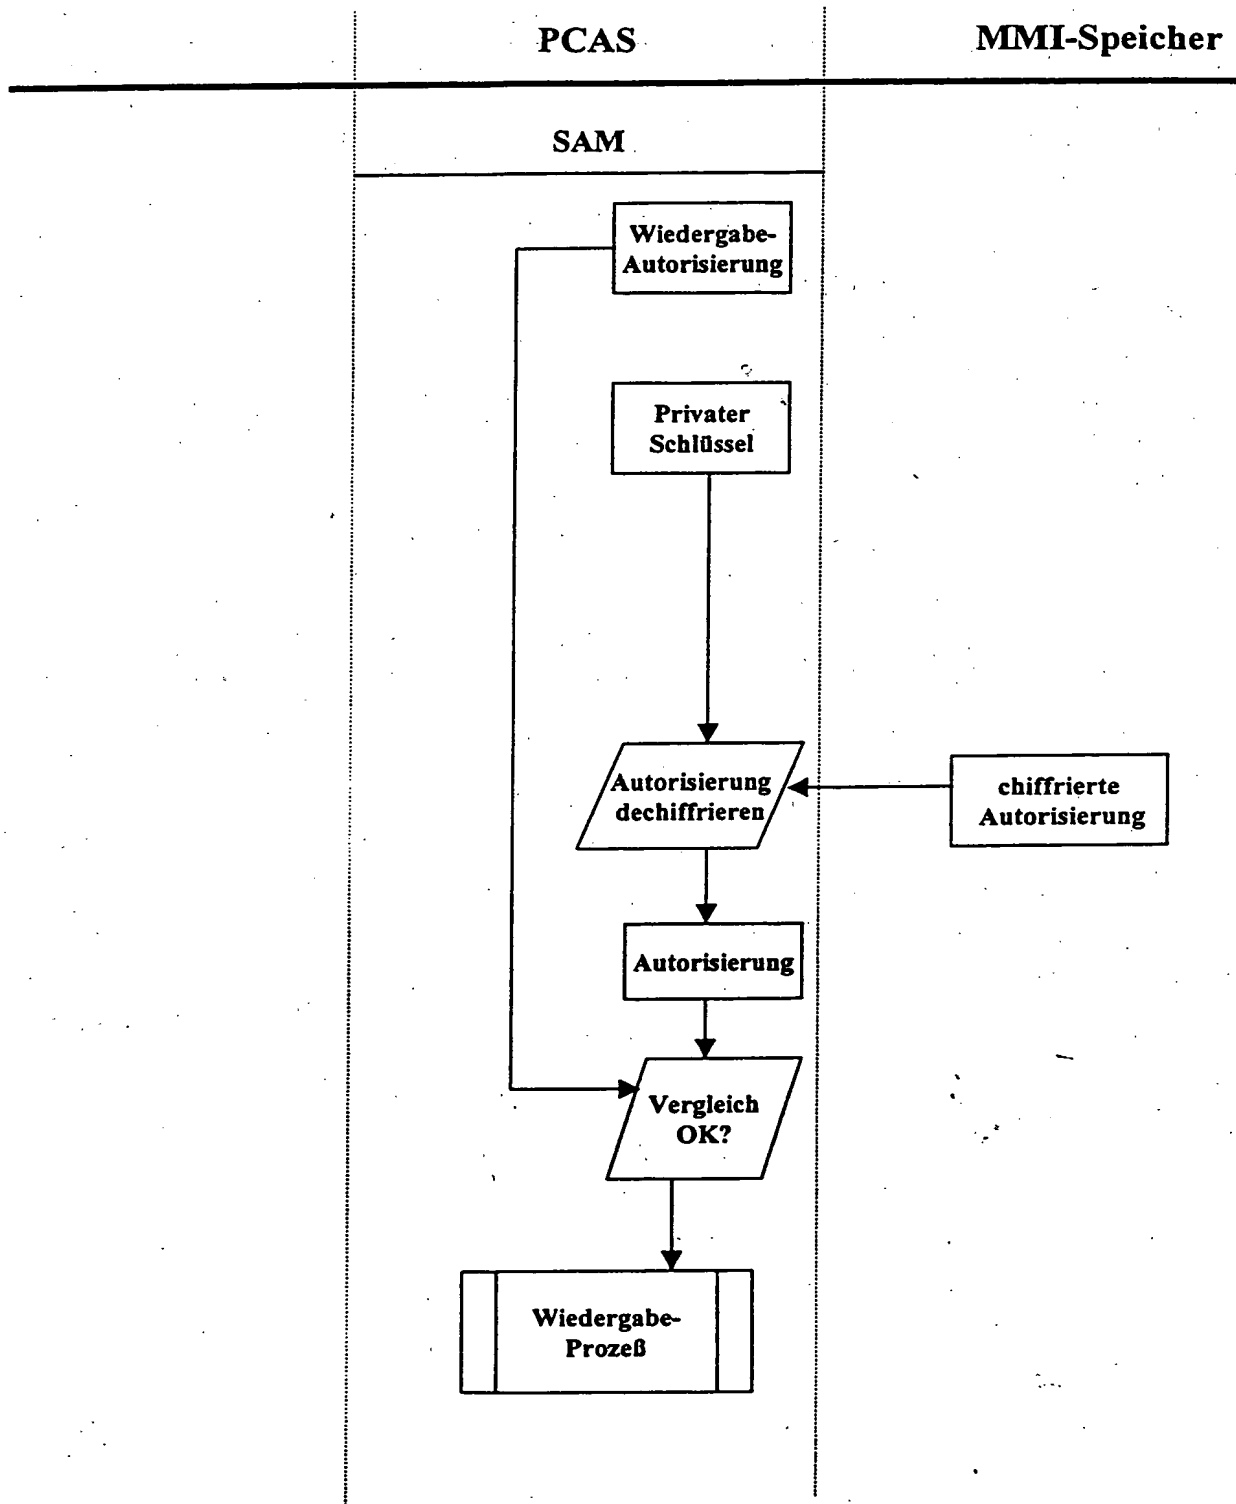 PCAS
MMI-Speicher
SAM
Wiedergabe-
Autorisierung
Privater
Schlüssel
Autorisierung
dechiffrieren
chiffrierte
Autorisierung
Autorisierung
Vergleich
OK?
Wiedergabe-
Prozeß